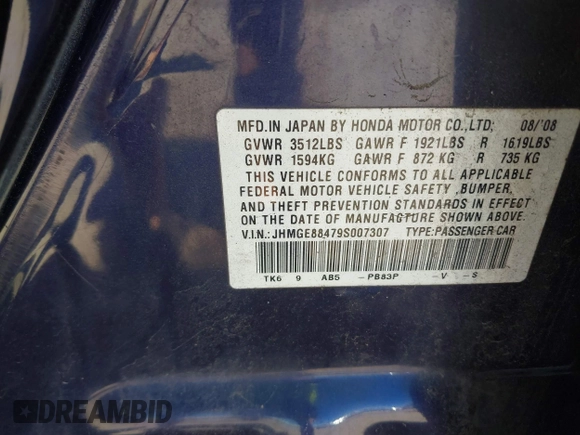 MFD.IN JAPAN BY HONDA MOTOR CO.,LTD; 08/'08
GVWR 3512LBS GAWR F 1921LBS R 1619LBS
GVWR 1594KG GAWR F 872 KG R 735 KG
THIS VEHICLE CONFORMS TO ALL APPLICABLE
FEDERAL MOTOR VEHICLE SAFETY ,BUMPER,
AND THEFT PREVENTION STANDARDS IN EFFECT
ON THE DATE OF MANUFACTURE SHOWN ABOVE.
V.I.N.: JHMGE88479S007307 TYPE:PASSENGER CAR
TK6 9 AB5 -PB83P -V -S
DREAMBID